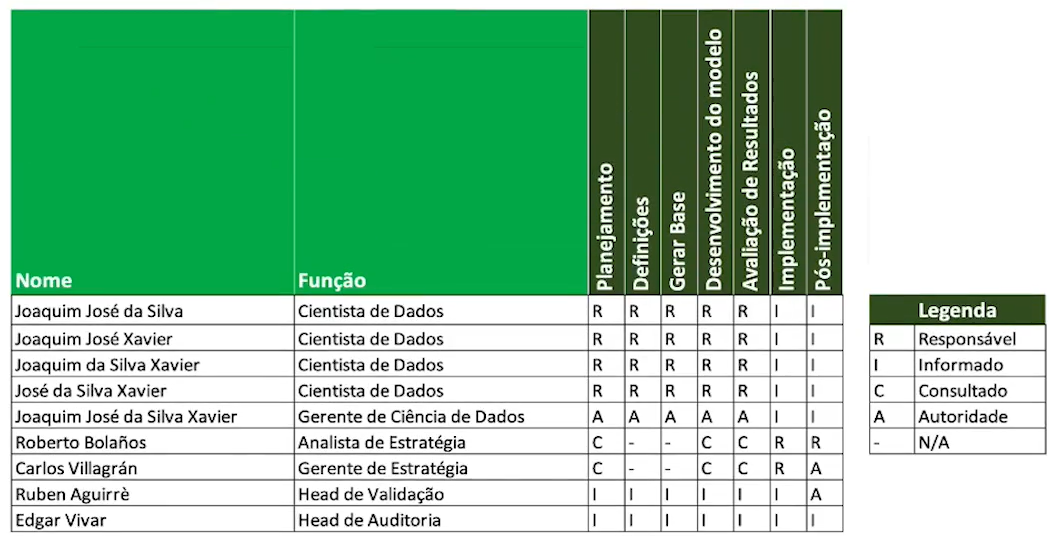 Nome Função Planejamento Definições Gerar Base Desenvolvimento do modelo Avaliação de Resultados Implementação Pós-implementação
Joaquim José da Silva Cientista de Dados R R R R R I I
Joaquim José Xavier Cientista de Dados R R R R R I I
Joaquim da Silva Xavier Cientista de Dados R R R R R I I
José da Silva Xavier Cientista de Dados R R R R R I I
Joaquim José da Silva Xavier Gerente de Ciência de Dados A A A A A I I
Roberto Bolaños Analista de Estratégia C - - C C R R
Carlos Villagrán Gerente de Estratégia C - - C C R A
Ruben Aguirrè Head de Validação I I I I I I A
Edgar Vivar Head de Auditoria I I I I I I I
Legenda
R Responsável
I Informado
C Consultado
A Autoridade
- N/A